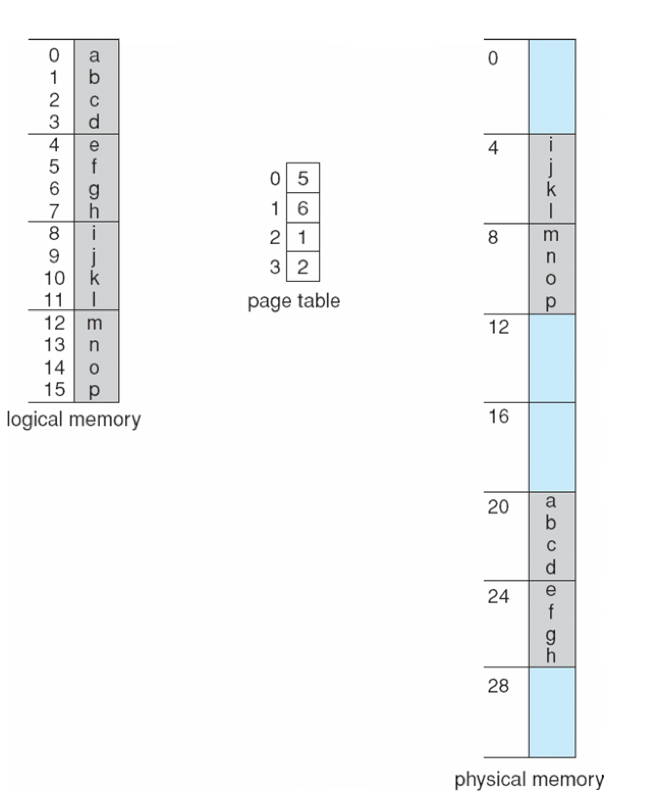 0 a
1 b
2 c
3 d
4 e
5 f
6 g
7 h
8 i
9 j
10 k
11 l
12 m
13 n
14 o
15 p
logical memory
0 5
1 6
2 1
3 2
page table
0
4 i
j
k
l
8 m
n
o
p
12
16
20 a
b
c
d
24 e
f
g
h
28
physical memory